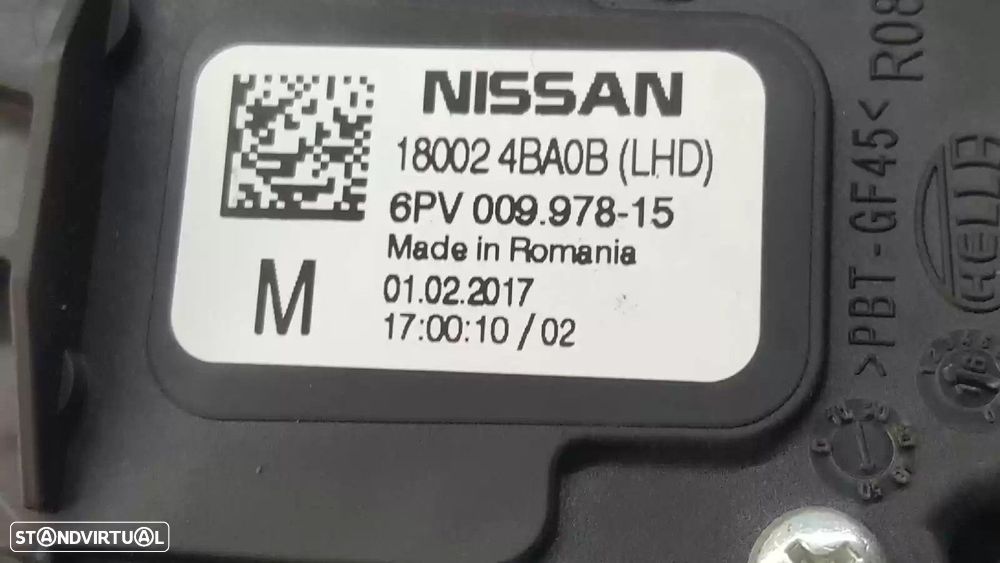 NISSAN
18002 4BA0B (LHD)
6PV 009.978-15
Made in Romania
01.02.2017
17:00:10 / 02
M
>PBT-GF45< R08
HELLA
STANDVIRTUAL